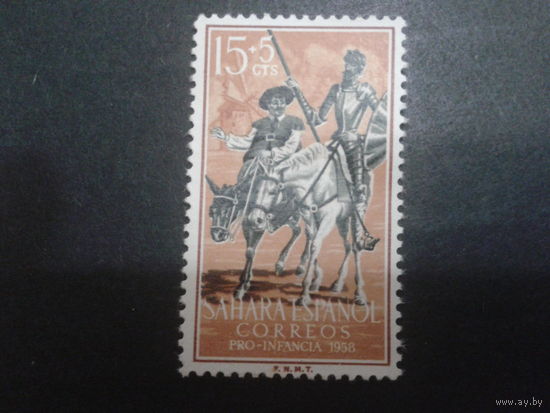 15+5
CTS
SAHARA ESPAÑOL
CORREOS
PRO-INFANCIA 1958
F.N.M.T.
www.ay.by